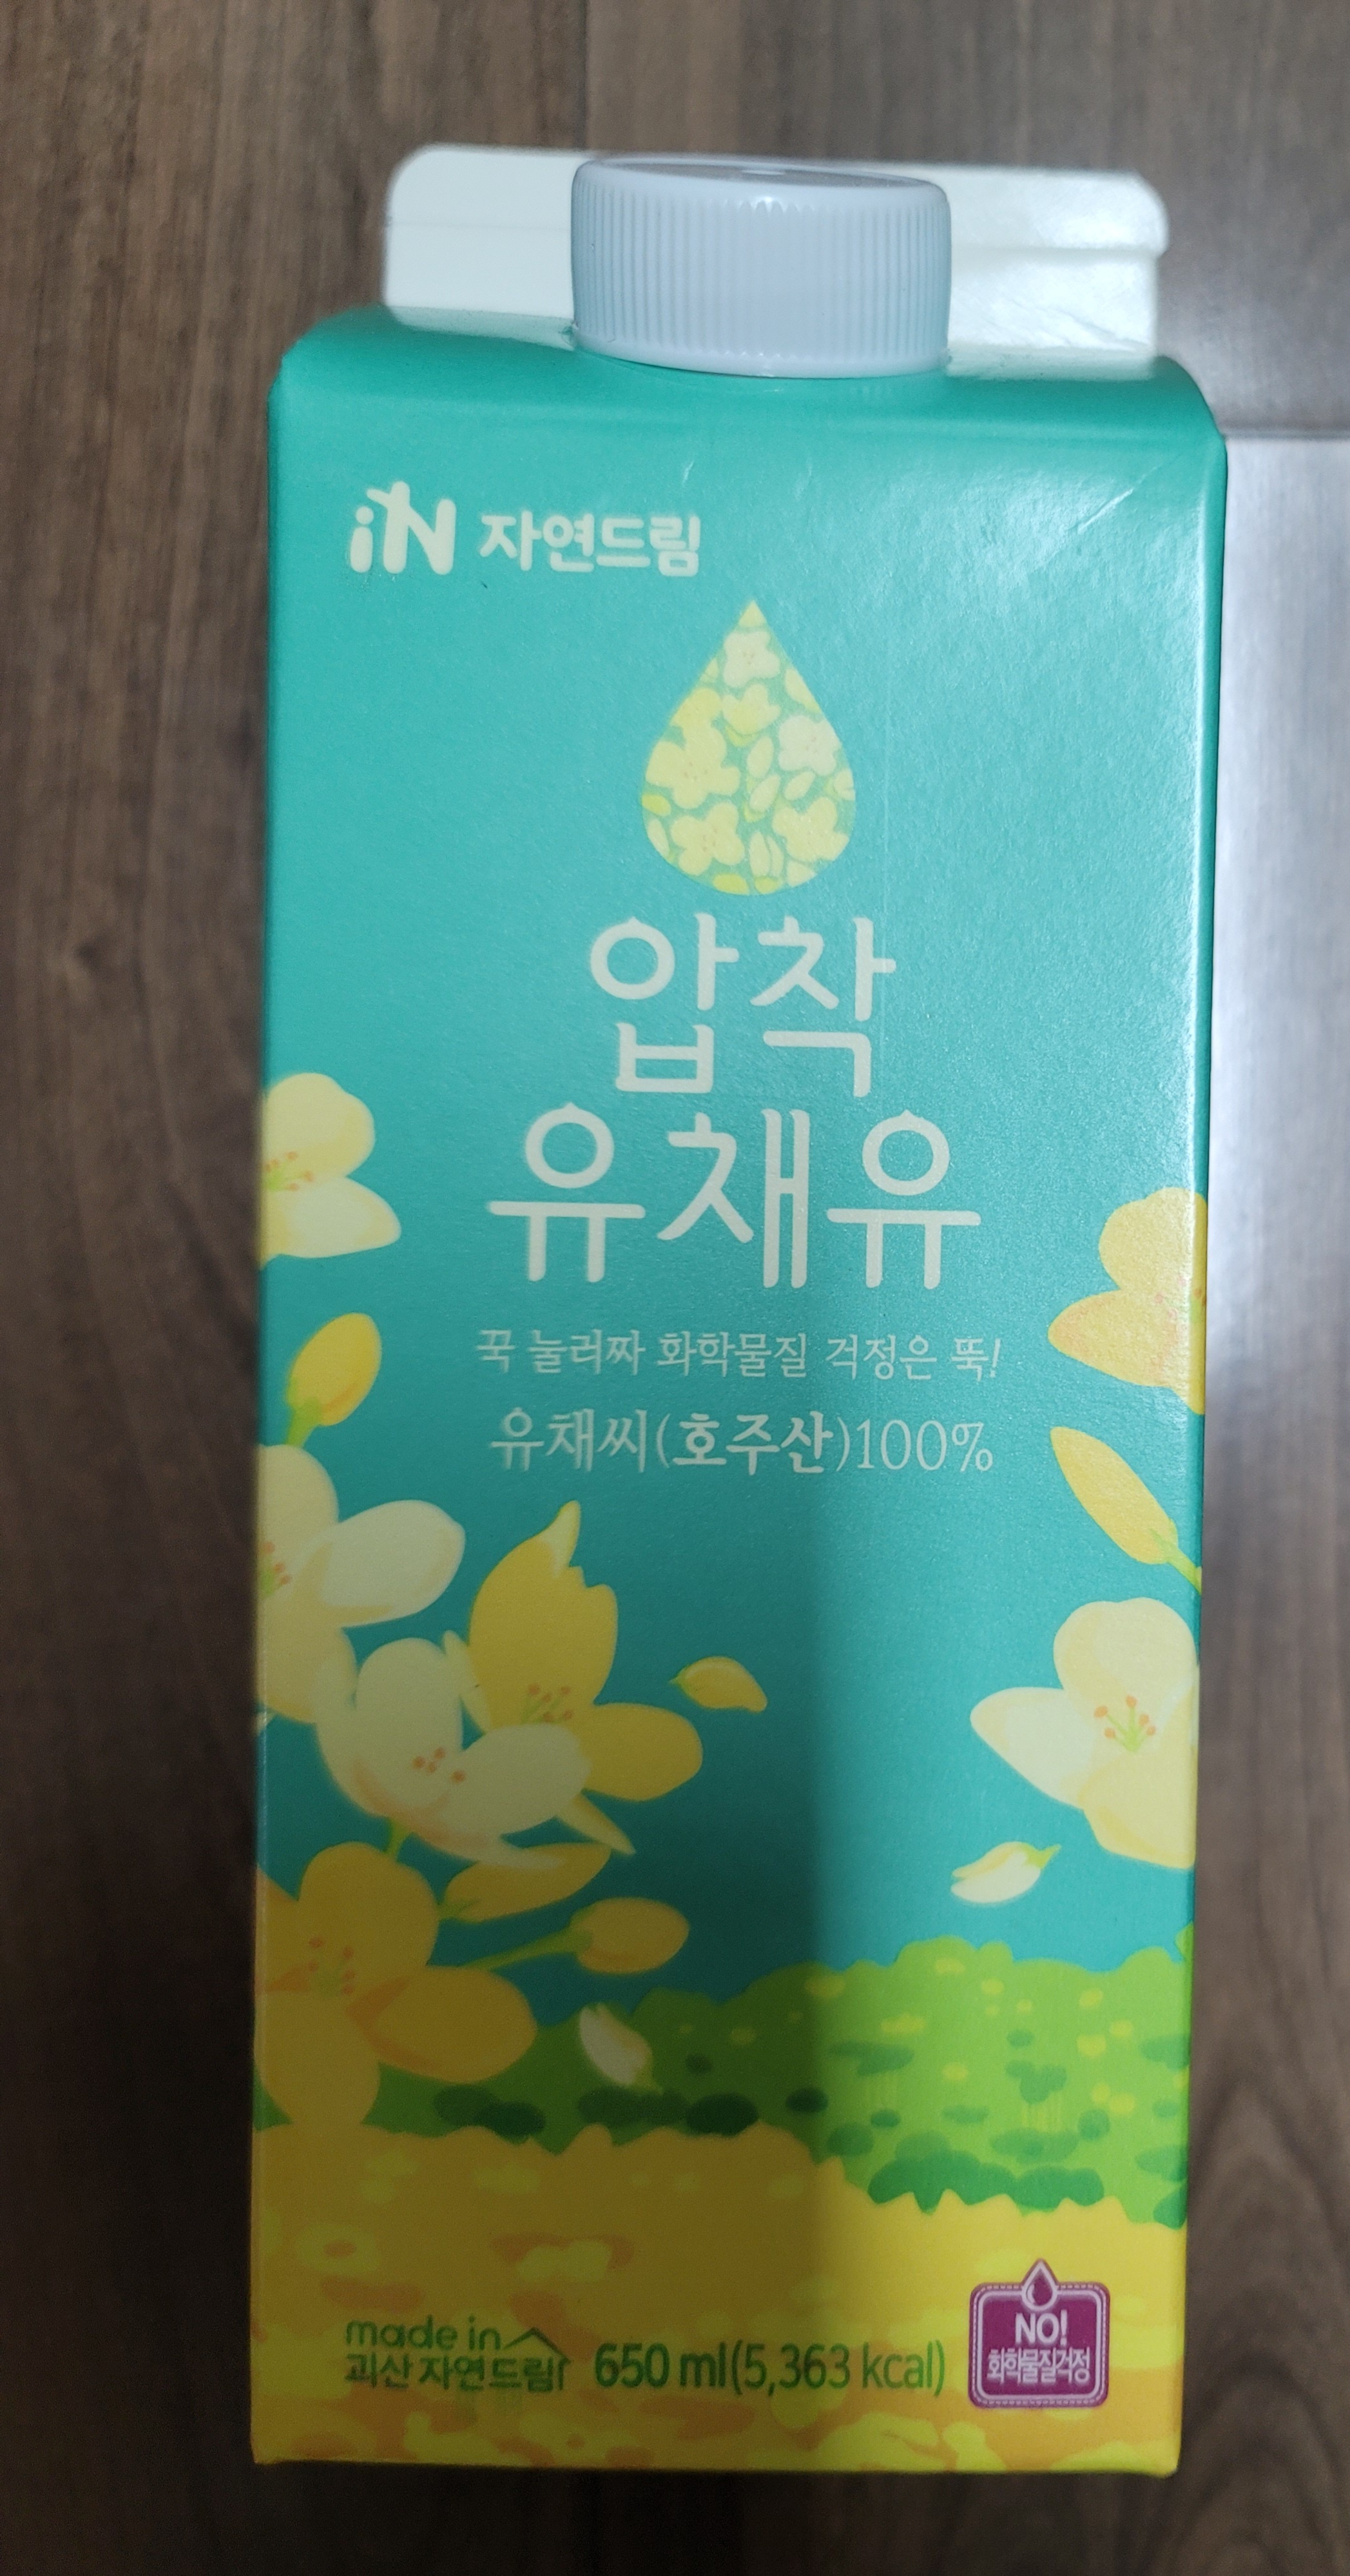 iN 자연드림
압착
유채유
꾹 눌러짜 화학물질 걱정은 뚝!
유채씨(호주산)100%
made in
괴산자연드림
650 ml(5,363 kcal)
NO!
화학물질걱정